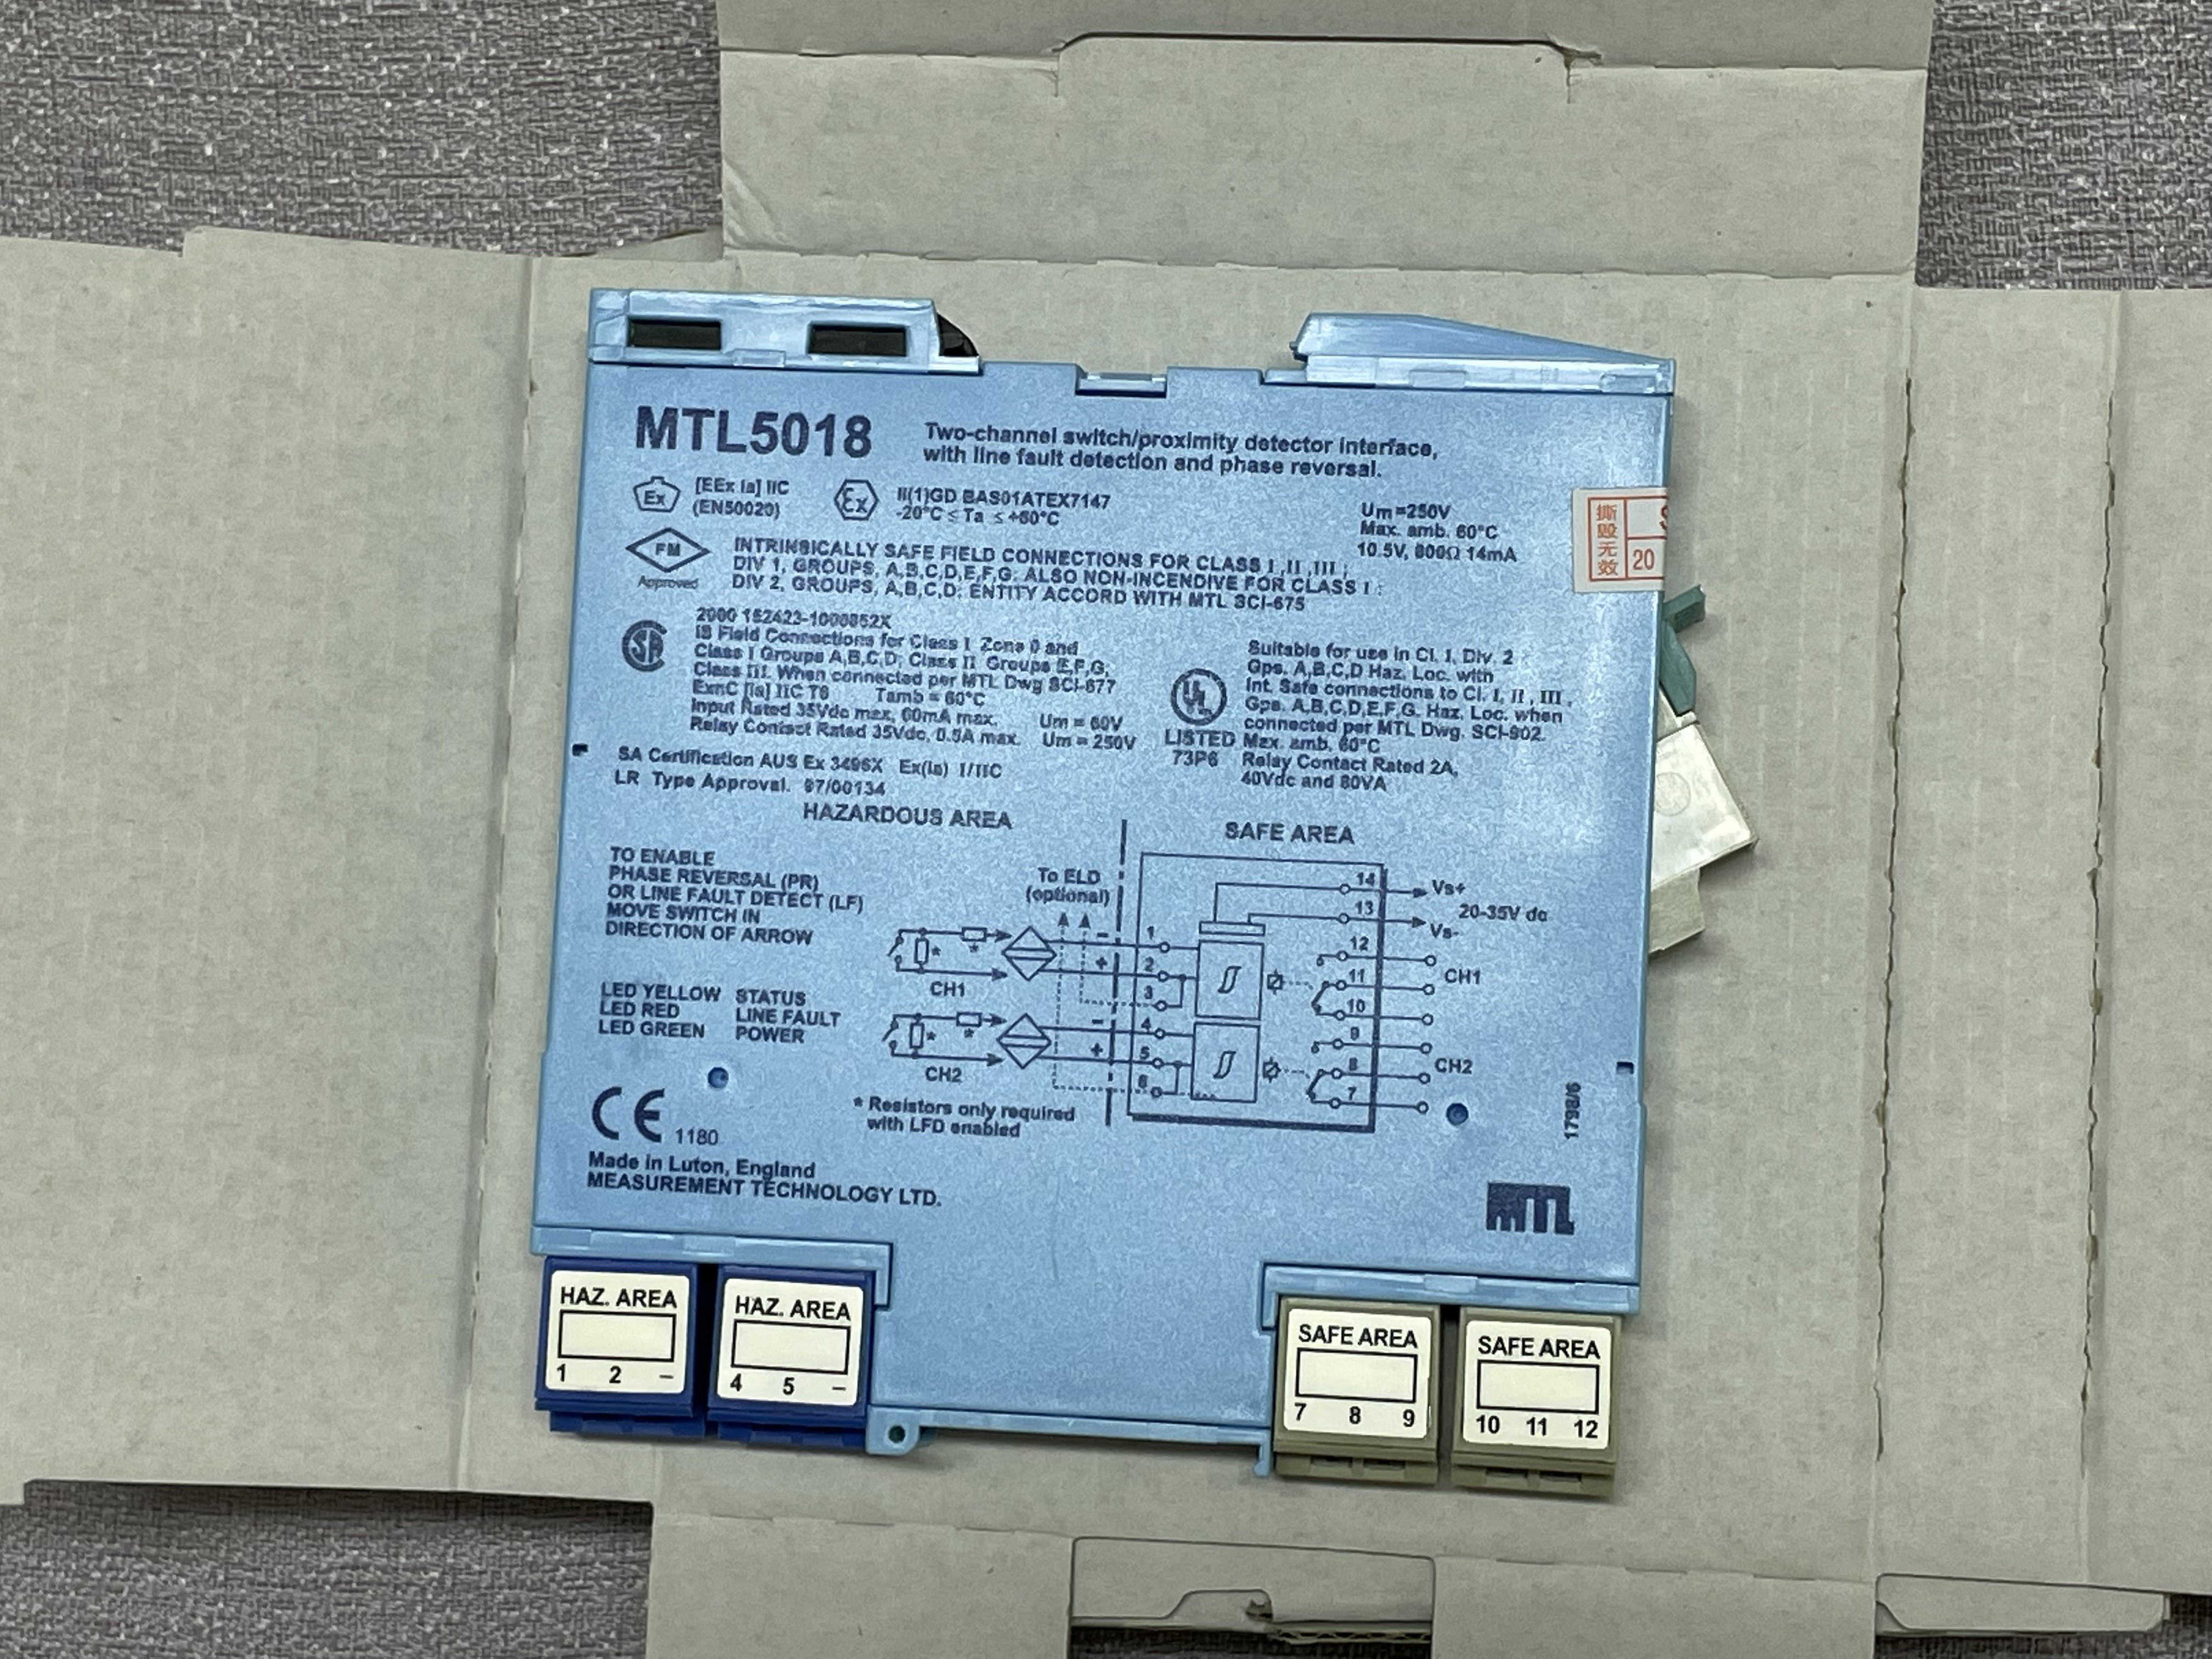 MTL5018
Two-channel switch/proximity detector interface,
with line fault detection and phase reversal.
Ex
[EEx ia] IIC
(EN50020)
Ex
II(1)GD BAS01ATEX7147
-20°C ≤ Ta ≤ +60°C
Um=250V
Max. amb. 60°C
10.5V, 800Ω 14mA
撕毁无效
S
20
FM
Approved
INTRINSICALLY SAFE FIELD CONNECTIONS FOR CLASS I ,II ,III ;
DIV 1, GROUPS, A,B,C,D,E,F,G; ALSO NON-INCENDIVE FOR CLASS I :
DIV 2, GROUPS, A,B,C,D; ENTITY ACCORD WITH MTL SCI-675
SA
2000 152423-1000852X
IS Field Connections for Class I Zone 0 and
Class I Groups A,B,C,D; Class II Groups E,F,G,
Class III. When connected per MTL Dwg SCI-677
ExnC [ia] IIC T6 Tamb = 60°C
Input Rated 35Vdc max, 60mA max. Um = 60V
Relay Contact Rated 35Vdc, 0.5A max. Um = 250V
UL
LISTED
73P6
Suitable for use in Cl. I, Div. 2
Gps. A,B,C,D Haz. Loc. with
Int. Safe connections to Cl. I, II , III ,
Gps. A,B,C,D,E,F,G. Haz. Loc. when
connected per MTL Dwg. SCI-902.
Max. amb. 60°C
Relay Contact Rated 2A,
40Vdc and 80VA
SA Certification AUS Ex 3496X Ex(ia) I/IIC
LR Type Approval. 97/00134
HAZARDOUS AREA
SAFE AREA
TO ENABLE
PHASE REVERSAL (PR)
OR LINE FAULT DETECT (LF)
MOVE SWITCH IN
DIRECTION OF ARROW
LED YELLOW STATUS
LED RED LINE FAULT
LED GREEN POWER
To ELD
(optional)
* *
CH1
* *
CH2
- 1
+ 2
3
- 4
+ 5
6
14 Vs+
13 Vs-
20-35V dc
12
11 CH1
10
9
8 CH2
7
* Resistors only required
with LFD enabled
CE 1180
Made in Luton, England
MEASUREMENT TECHNOLOGY LTD.
1798/6
MTL
HAZ. AREA
1 2 –
HAZ. AREA
4 5 –
SAFE AREA
7 8 9
SAFE AREA
10 11 12